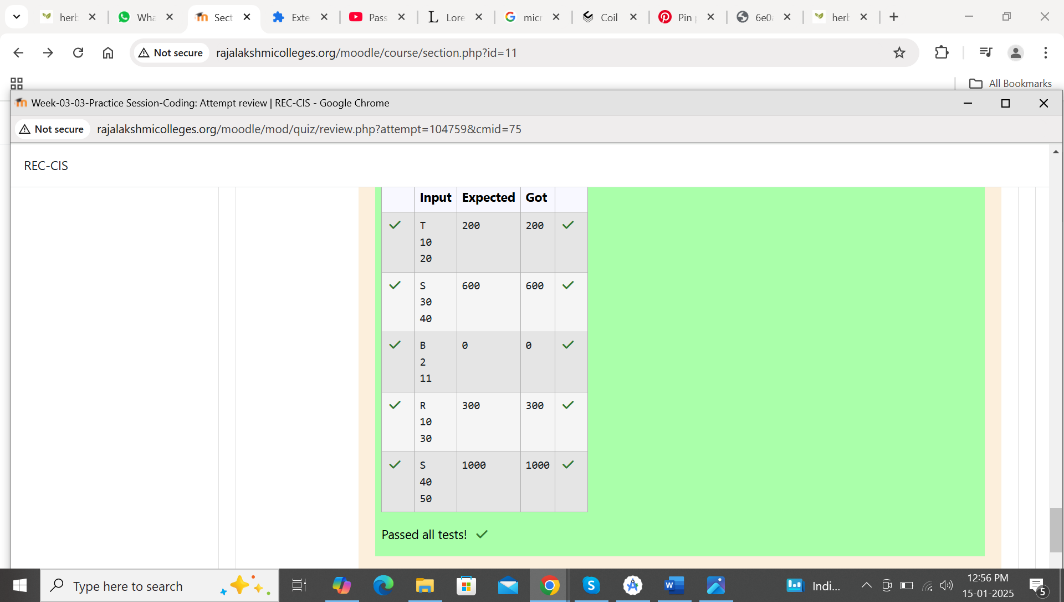 herb
Wha
Sect
Exte
Pass
Lore
micr
Coil
Pin
6e0
herb
Not secure rajalakshmicolleges.org/moodle/course/section.php?id=11
All Bookmarks
Week-03-03-Practice Session-Coding: Attempt review | REC-CIS - Google Chrome
Not secure rajalakshmicolleges.org/moodle/mod/quiz/review.php?attempt=104759&cmid=75
REC-CIS
Input Expected Got
T 200 200
10
20
S 600 600
30
40
B 0 0
2
11
R 300 300
10
30
S 1000 1000
40
50
Passed all tests!
Type here to search
Indi...
12:56 PM
15-01-2025
5